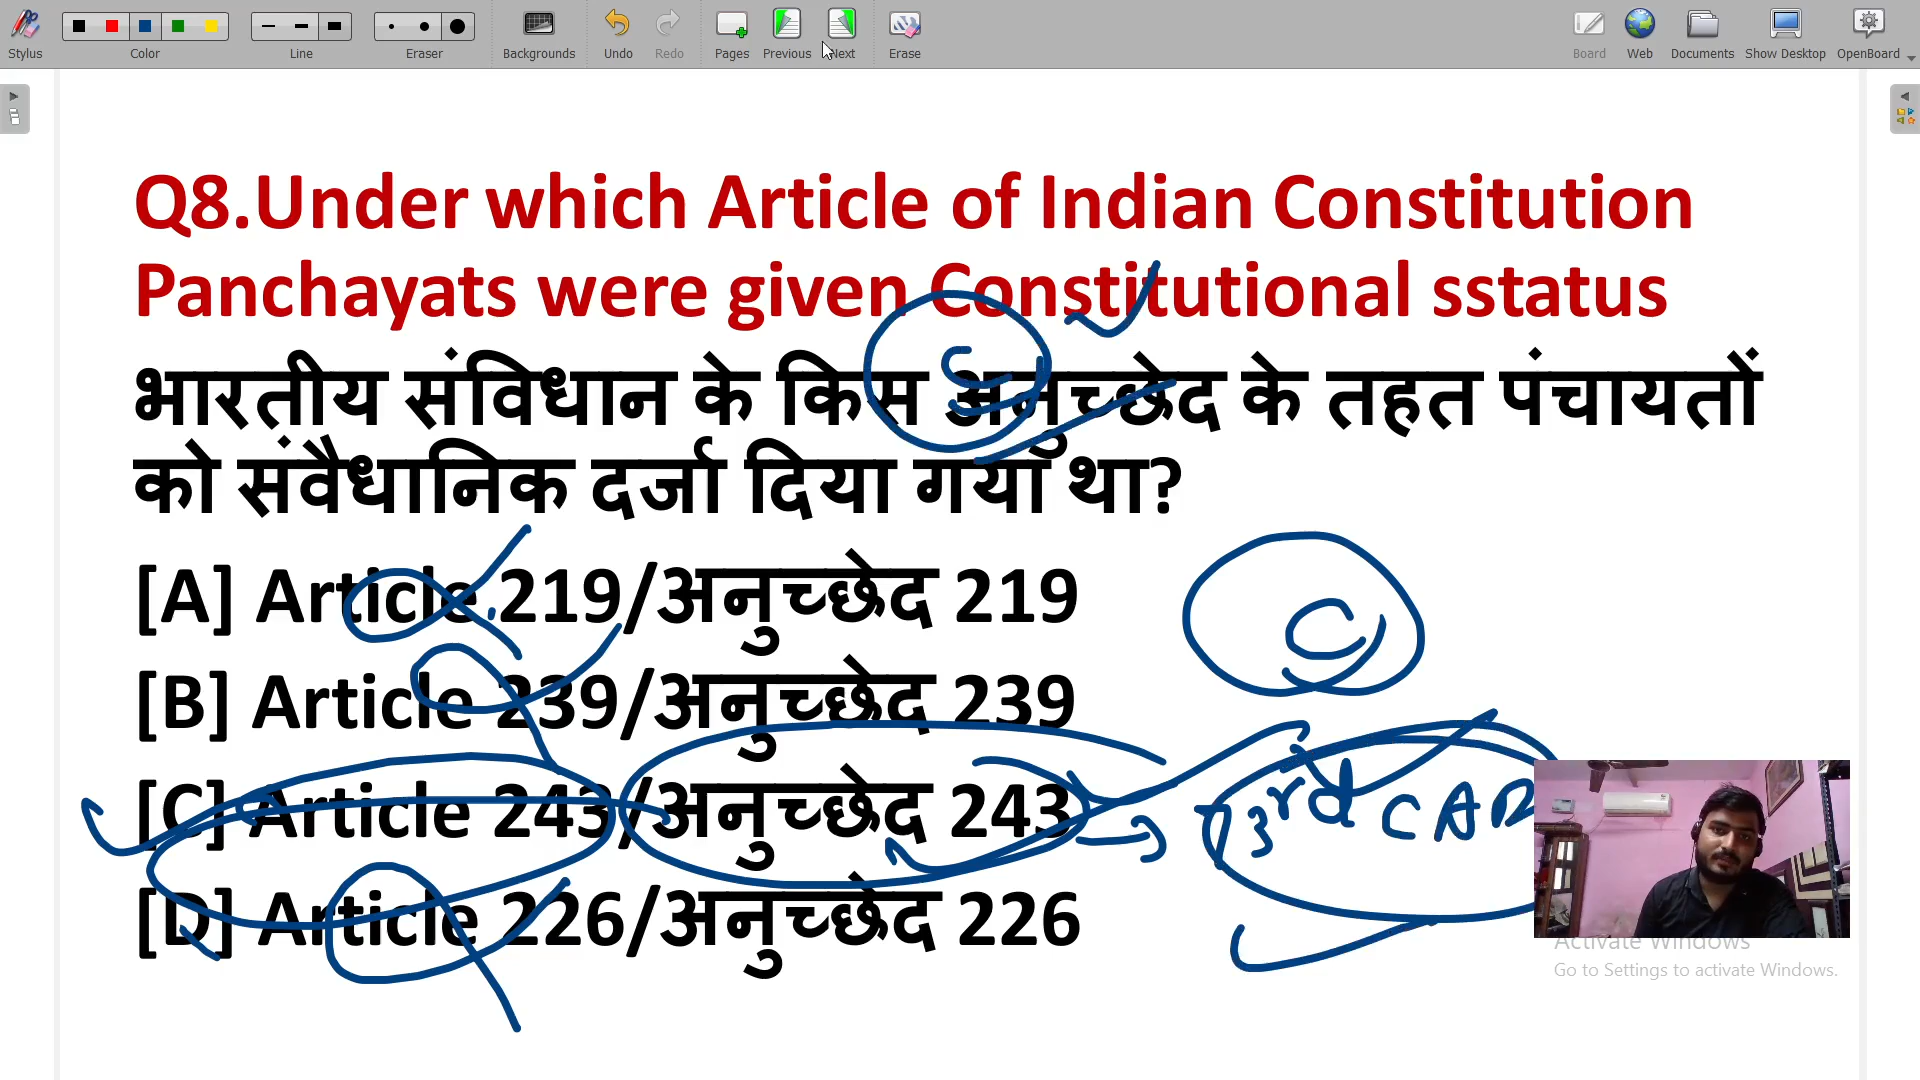 Stylus Color Line Eraser Backgrounds Undo Redo Pages Previous Next Erase Board Web Documents Show Desktop OpenBoard
Q8.Under which Article of Indian Constitution
Panchayats were given Constitutional sstatus
भारतीय संविधान के किस अनुच्छेद के तहत पंचायतों
को संवैधानिक दर्जा दिया गया था?
[A] Article 219/अनुच्छेद 219
C
[B] Article 239/अनुच्छेद 239
[C] Article 243/अनुच्छेद 243
73rd CAA
[D] Article 226/अनुच्छेद 226
Activate Windows
Go to Settings to activate Windows.